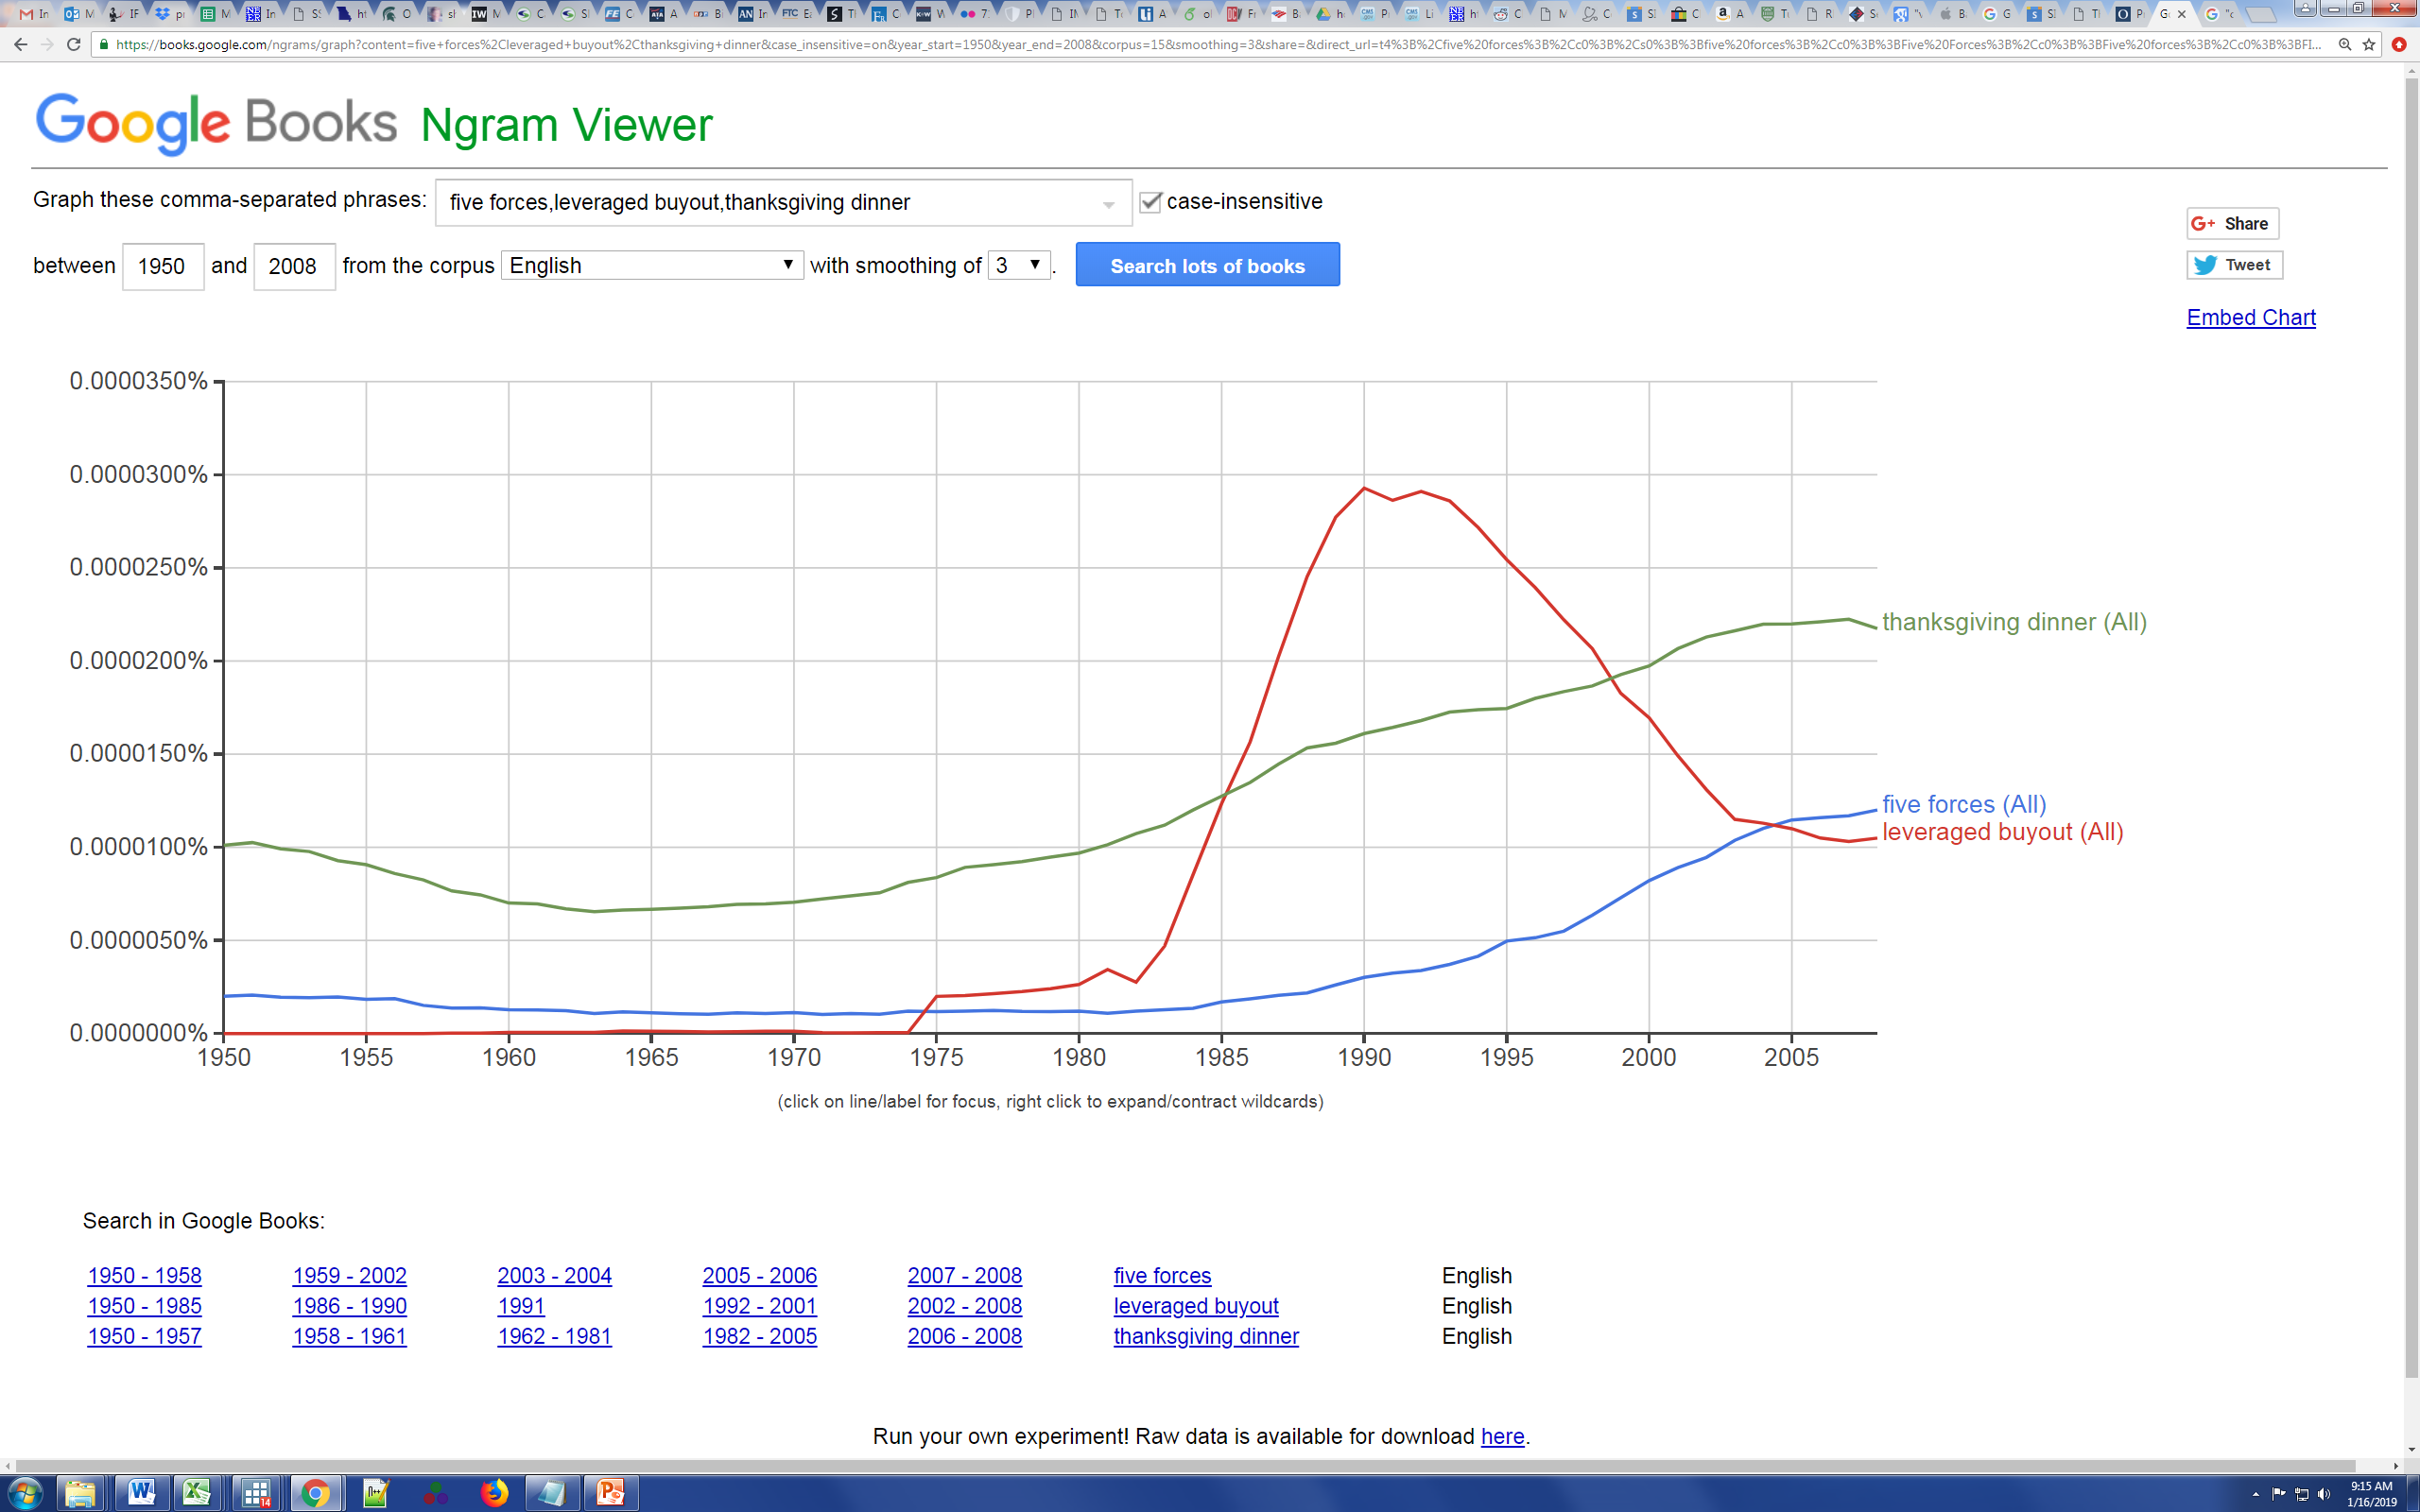 https://books.google.com/ngrams/graph?content=five+forces%2Cleveraged+buyout%2Cthanksgiving+dinner&case_insensitive=on&year_start=1950&year_end=2008&corpus=15&smoothing=3&share=&direct_url=t4%3B%2Cfive%20forces%3B%2Cc0%3B%2Cs0%3B%3Bfive%20forces%3B%2Cc0%3B%3BFive%20Forces%3B%2Cc0%3B%3BFive%20forces%3B%2Cc0%3B%3BFI...
Google Books Ngram Viewer
Graph these comma-separated phrases: five forces,leveraged buyout,thanksgiving dinner case-insensitive
G+ Share
between 1950 and 2008 from the corpus English with smoothing of 3 . Search lots of books
Tweet
Embed Chart
0.0000350%
0.0000300%
0.0000250%
0.0000200%
0.0000150%
0.0000100%
0.0000050%
0.0000000%
thanksgiving dinner (All)
five forces (All)
leveraged buyout (All)
1950 1955 1960 1965 1970 1975 1980 1985 1990 1995 2000 2005
(click on line/label for focus, right click to expand/contract wildcards)
Search in Google Books:
1950 - 1958 1959 - 2002 2003 - 2004 2005 - 2006 2007 - 2008 five forces English
1950 - 1985 1986 - 1990 1991 1992 - 2001 2002 - 2008 leveraged buyout English
1950 - 1957 1958 - 1961 1962 - 1981 1982 - 2005 2006 - 2008 thanksgiving dinner English
Run your own experiment! Raw data is available for download here.
9:15 AM
1/16/2019